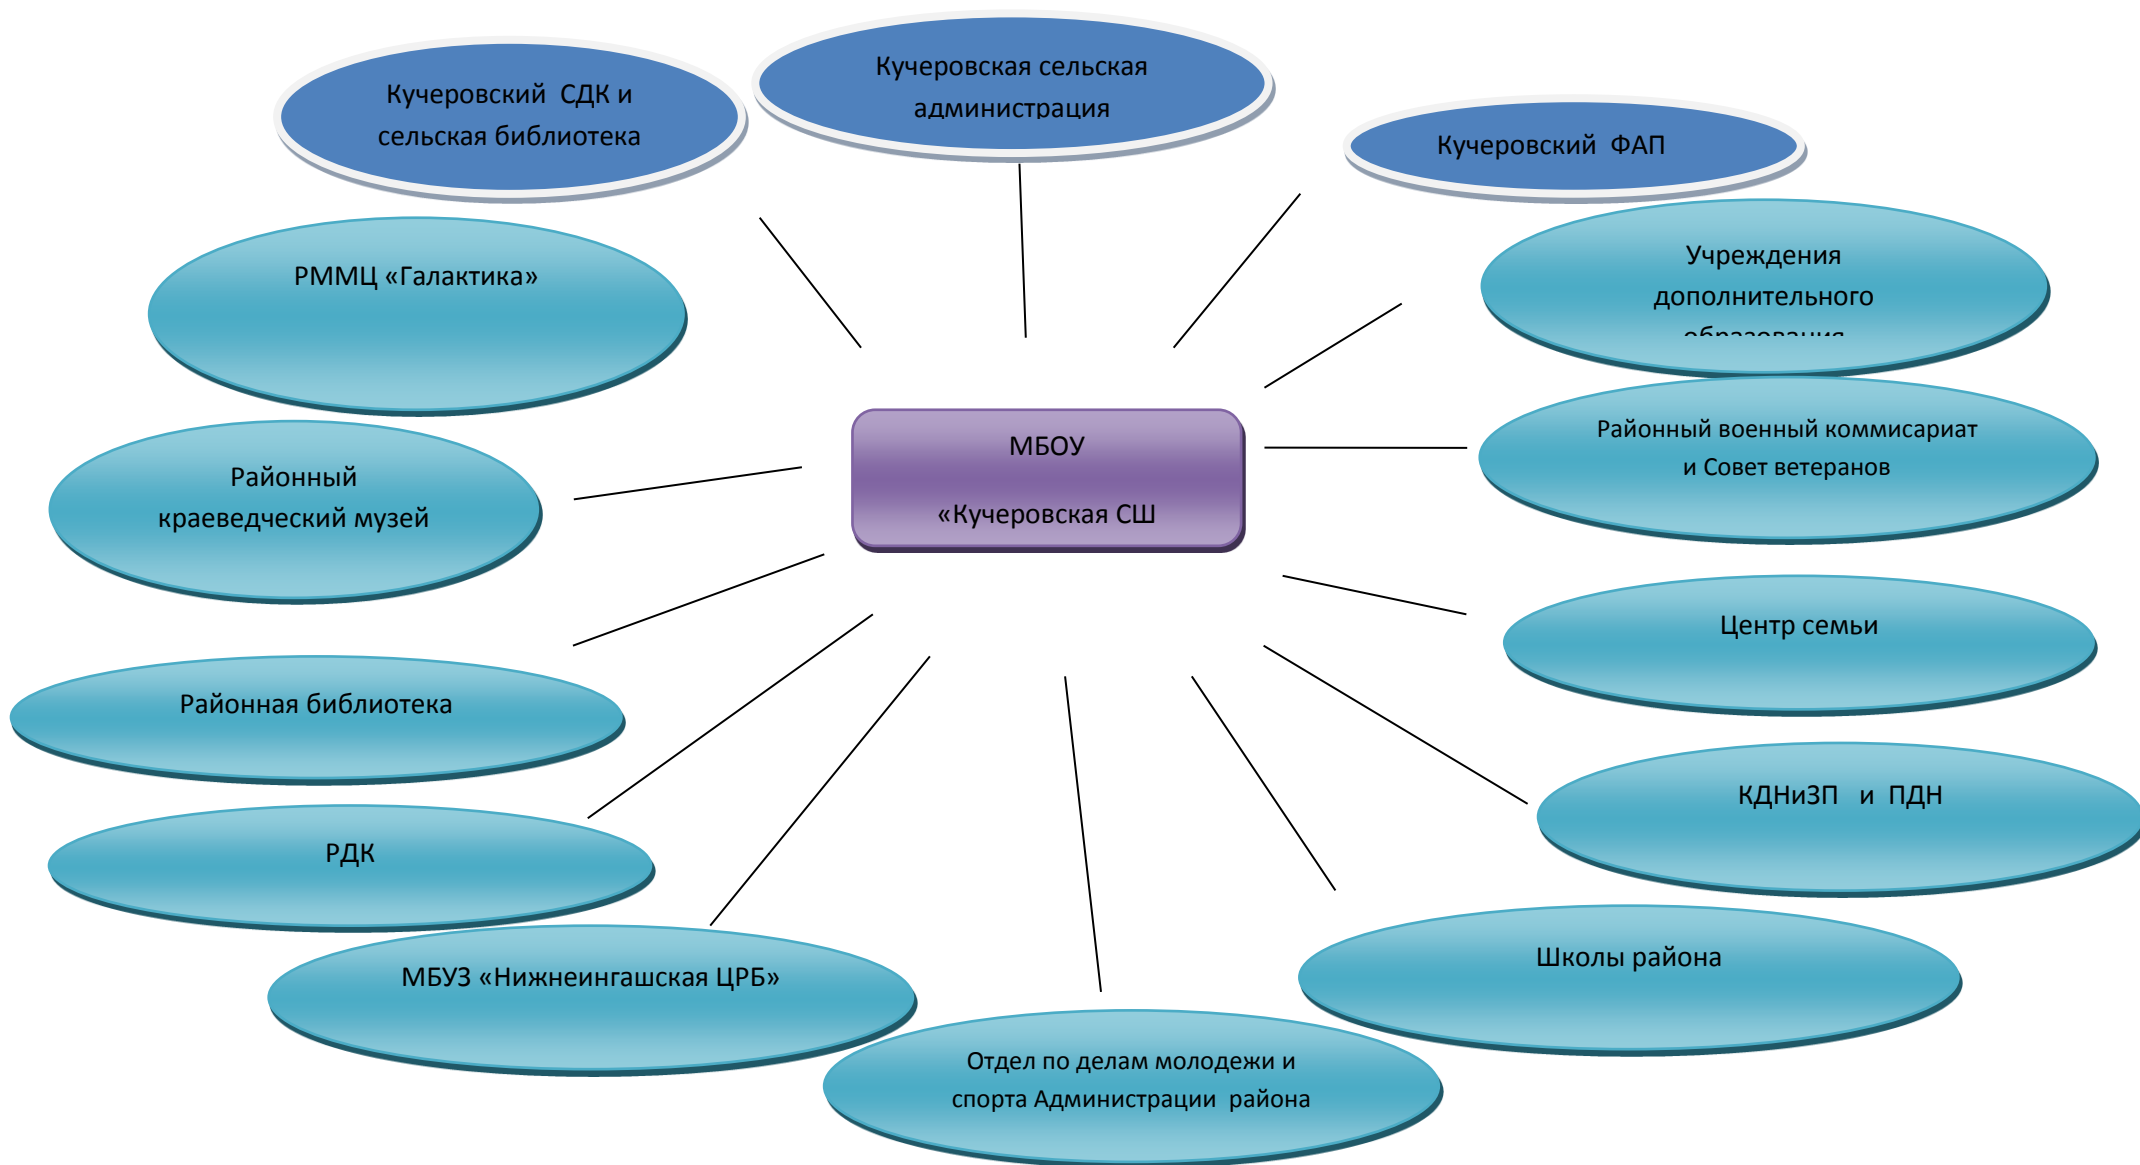 Кучеровский СДК и
сельская библиотека
Кучеровская сельская
администрация
Кучеровский ФАП
РММЦ «Галактика»
Учреждения
дополнительного
образования
МБОУ
«Кучеровская СШ
Районный военный коммисариат
и Совет ветеранов
Районный
краеведческий музей
Центр семьи
Районная библиотека
КДНиЗП и ПДН
РДК
Школы района
МБУЗ «Нижнеингашская ЦРБ»
Отдел по делам молодежи и
спорта Администрации района